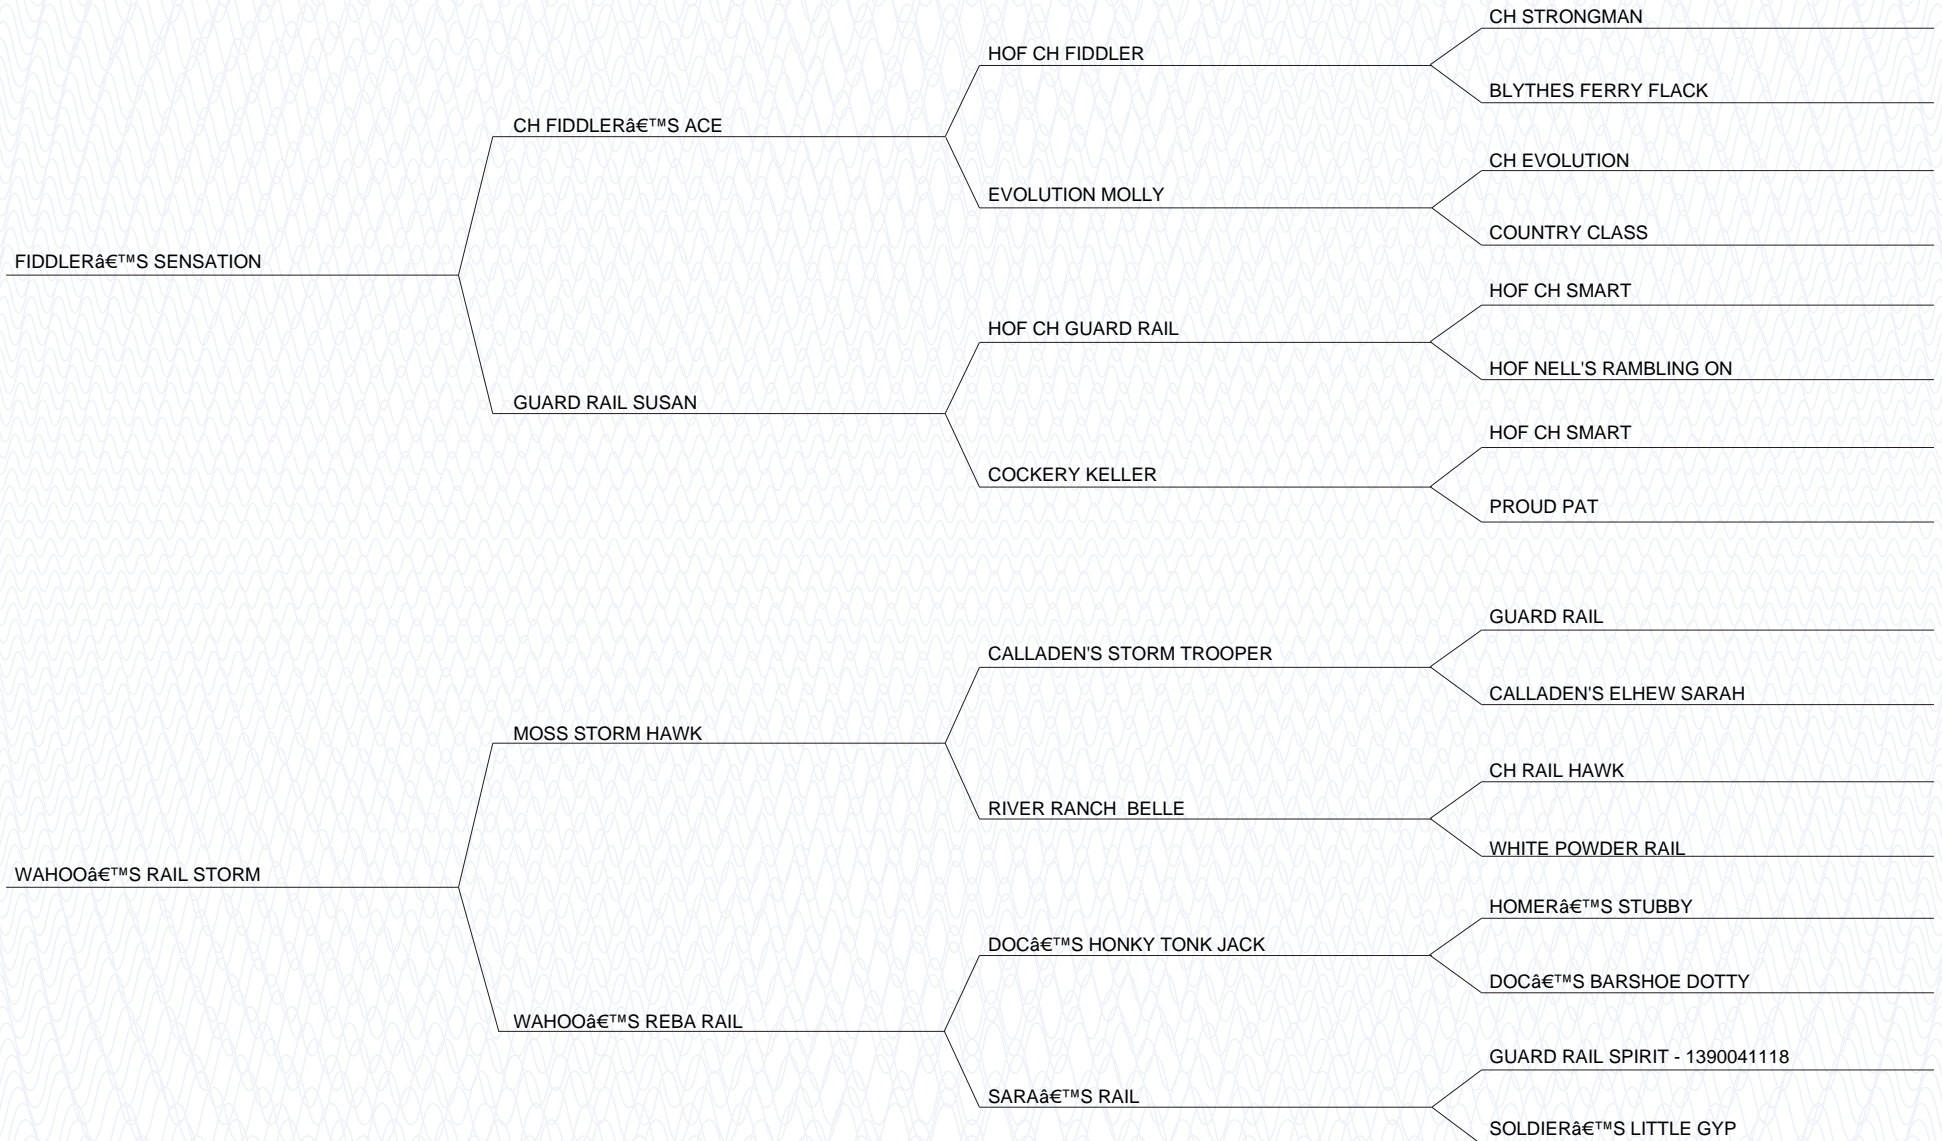 CH STRONGMAN
HOF CH FIDDLER
BLYTHES FERRY FLACK
CH FIDDLERâ€™S ACE
CH EVOLUTION
EVOLUTION MOLLY
COUNTRY CLASS
FIDDLERâ€™S SENSATION
HOF CH SMART
HOF CH GUARD RAIL
HOF NELL'S RAMBLING ON
GUARD RAIL SUSAN
HOF CH SMART
COCKERY KELLER
PROUD PAT
GUARD RAIL
CALLADEN'S STORM TROOPER
CALLADEN'S ELHEW SARAH
MOSS STORM HAWK
CH RAIL HAWK
RIVER RANCH  BELLE
WHITE POWDER RAIL
WAHOOâ€™S RAIL STORM
HOMERâ€™S STUBBY
DOCâ€™S HONKY TONK JACK
DOCâ€™S BARSHOE DOTTY
WAHOOâ€™S REBA RAIL
GUARD RAIL SPIRIT - 1390041118
SARAâ€™S RAIL
SOLDIERâ€™S LITTLE GYP